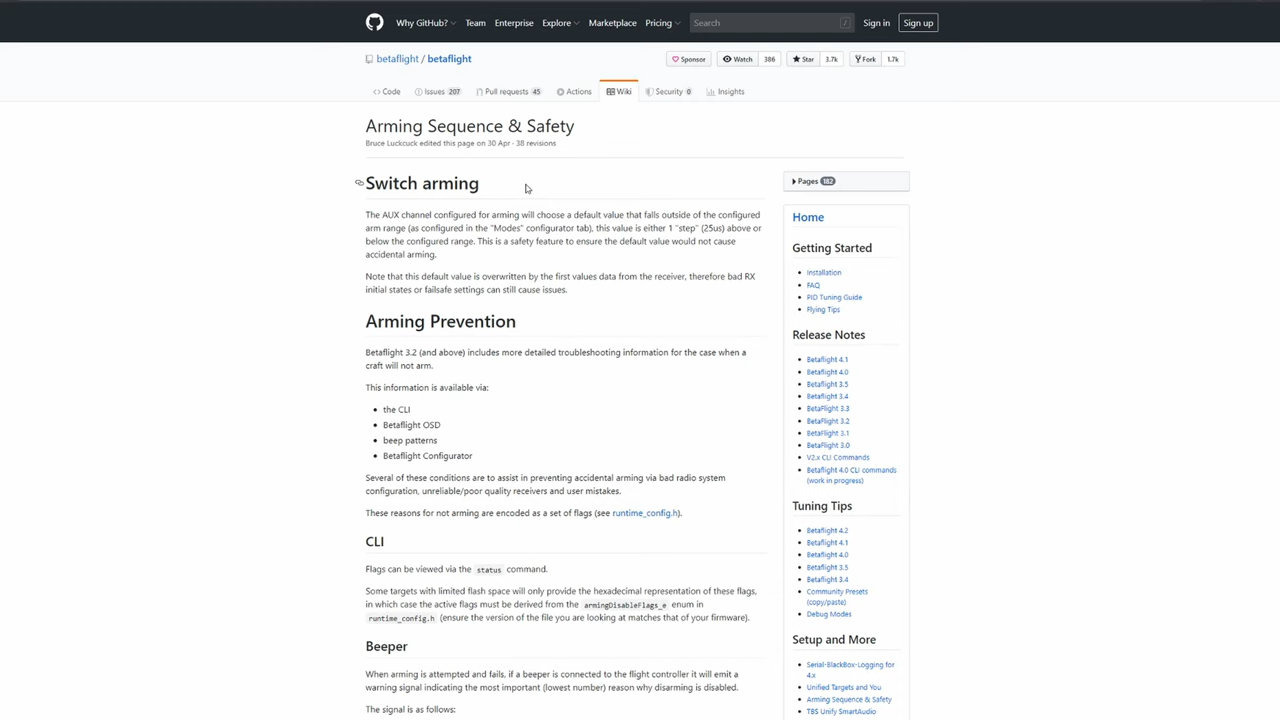 Why GitHub? Team Enterprise Explore Marketplace Pricing Search / Sign in Sign up
betaflight / betaflight Sponsor Watch 386 Star 3.7k Fork 1.7k
Code Issues 207 Pull requests 45 Actions Wiki Security 0 Insights
Arming Sequence & Safety
Bruce Luckcuck edited this page on 30 Apr · 38 revisions
Switch arming
The AUX channel configured for arming will choose a default value that falls outside of the configured
arm range (as configured in the "Modes" configurator tab), this value is either 1 "step" (25us) above or
below the configured range. This is a safety feature to ensure the default value would not cause
accidental arming.
Note that this default value is overwritten by the first values data from the receiver, therefore bad RX
initial states or failsafe settings can still cause issues.
Arming Prevention
Betaflight 3.2 (and above) includes more detailed troubleshooting information for the case when a
craft will not arm.
This information is available via:
the CLI
Betaflight OSD
beep patterns
Betaflight Configurator
Several of these conditions are to assist in preventing accidental arming via bad radio system
configuration, unreliable/poor quality receivers and user mistakes.
These reasons for not arming are encoded as a set of flags (see runtime_config.h).
CLI
Flags can be viewed via the status command.
Some targets with limited flash space will only provide the hexadecimal representation of these flags,
in which case the active flags must be derived from the armingDisableFlags_e enum in
runtime_config.h (ensure the version of the file you are looking at matches that of your firmware).
Beeper
When arming is attempted and fails, if a beeper is connected to the flight controller it will emit a
warning signal indicating the most important (lowest number) reason why disarming is disabled.
The signal is as follows:
Pages 182
Home
Getting Started
Installation
FAQ
PID Tuning Guide
Flying Tips
Release Notes
Betaflight 4.1
Betaflight 4.0
Betaflight 3.5
Betaflight 3.4
BetaFlight 3.3
BetaFlight 3.2
BetaFlight 3.1
BetaFlight 3.0
V2.x CLI Commands
Betaflight 4.0 CLI commands
(work in progress)
Tuning Tips
Betaflight 4.2
Betaflight 4.1
Betaflight 4.0
Betaflight 3.5
Betaflight 3.4
Community Presets
(copy/paste)
Debug Modes
Setup and More
Serial-BlackBox-Logging for
4.x
Unified Targets and You
Arming Sequence & Safety
TBS Unify SmartAudio